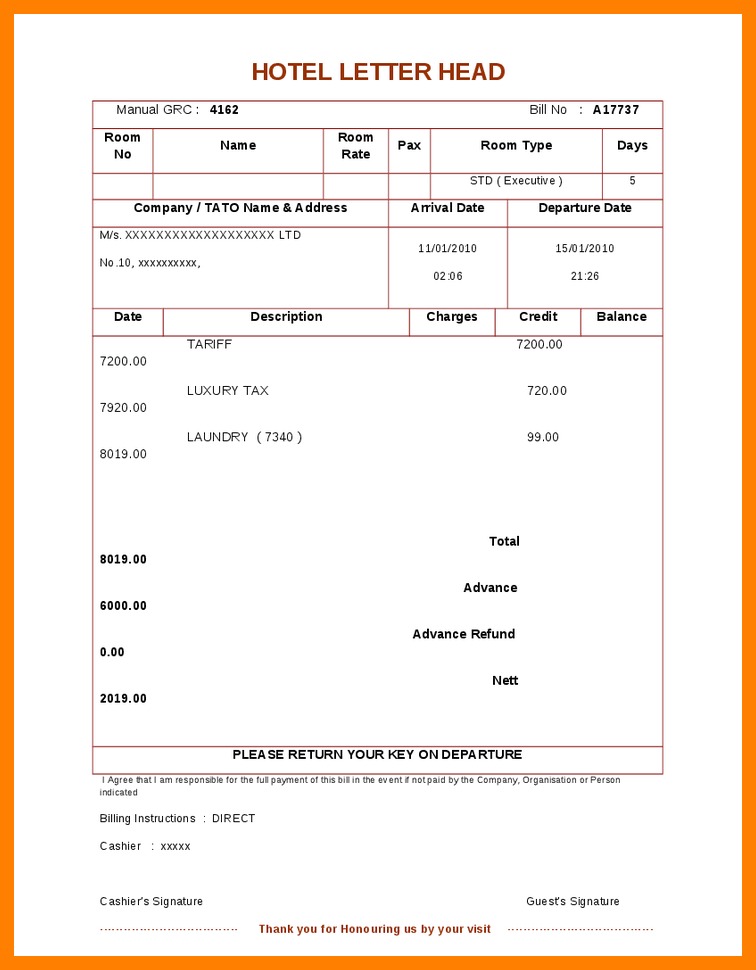 HOTEL LETTER HEAD
Manual GRC : 4162 Bill No : A17737
Room No Name Room Rate Pax Room Type Days
STD ( Executive ) 5
Company / TATO Name & Address Arrival Date Departure Date
M/s. XXXXXXXXXXXXXXXXXXX LTD
No.10, xxxxxxxxxx,
11/01/2010 15/01/2010
02:06 21:26
Date Description Charges Credit Balance
TARIFF 7200.00
7200.00
LUXURY TAX 720.00
7920.00
LAUNDRY ( 7340 ) 99.00
8019.00
Total
8019.00
Advance
6000.00
Advance Refund
0.00
Nett
2019.00
PLEASE RETURN YOUR KEY ON DEPARTURE
I Agree that I am responsible for the full payment of this bill in the event if not paid by the Company, Organisation or Person
indicated
Billing Instructions : DIRECT
Cashier : xxxxx
Cashier's Signature Guest's Signature
Thank you for Honouring us by your visit